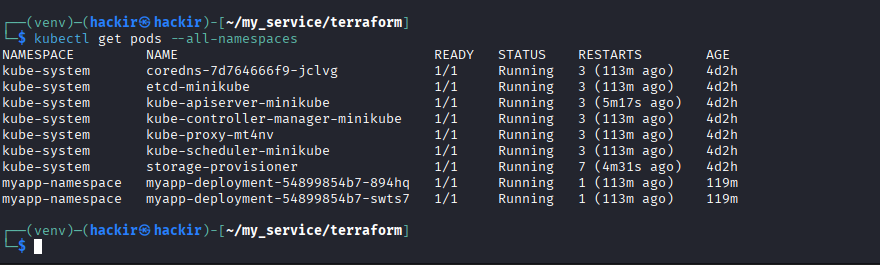 ┌──(venv)─(hackir㉿hackir)-[~/my_service/terraform]
└─$ kubectl get pods --all-namespaces
NAMESPACE         NAME                                READY   STATUS    RESTARTS        AGE
kube-system       coredns-7d764666f9-jclvg            1/1     Running   3 (113m ago)    4d2h
kube-system       etcd-minikube                       1/1     Running   3 (113m ago)    4d2h
kube-system       kube-apiserver-minikube             1/1     Running   3 (5m17s ago)   4d2h
kube-system       kube-controller-manager-minikube    1/1     Running   3 (113m ago)    4d2h
kube-system       kube-proxy-mt4nv                    1/1     Running   3 (113m ago)    4d2h
kube-system       kube-scheduler-minikube             1/1     Running   3 (113m ago)    4d2h
kube-system       storage-provisioner                 1/1     Running   7 (4m31s ago)   4d2h
myapp-namespace   myapp-deployment-54899854b7-894hq   1/1     Running   1 (113m ago)    119m
myapp-namespace   myapp-deployment-54899854b7-swts7   1/1     Running   1 (113m ago)    119m
┌──(venv)─(hackir㉿hackir)-[~/my_service/terraform]
└─$